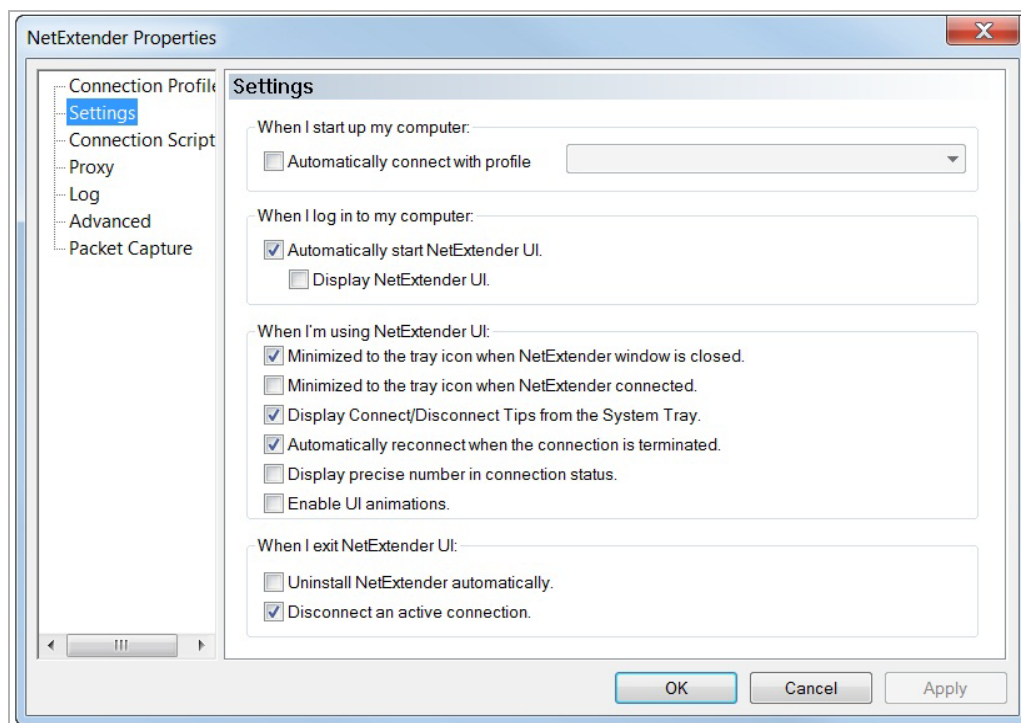 NetExtender Properties
Connection Profile
Settings
Connection Script
Proxy
Log
Advanced
Packet Capture
Settings
When I start up my computer:
Automatically connect with profile
When I log in to my computer:
Automatically start NetExtender UI.
Display NetExtender UI.
When I'm using NetExtender UI:
Minimized to the tray icon when NetExtender window is closed.
Minimized to the tray icon when NetExtender connected.
Display Connect/Disconnect Tips from the System Tray.
Automatically reconnect when the connection is terminated.
Display precise number in connection status.
Enable UI animations.
When I exit NetExtender UI:
Uninstall NetExtender automatically.
Disconnect an active connection.
OK Cancel Apply